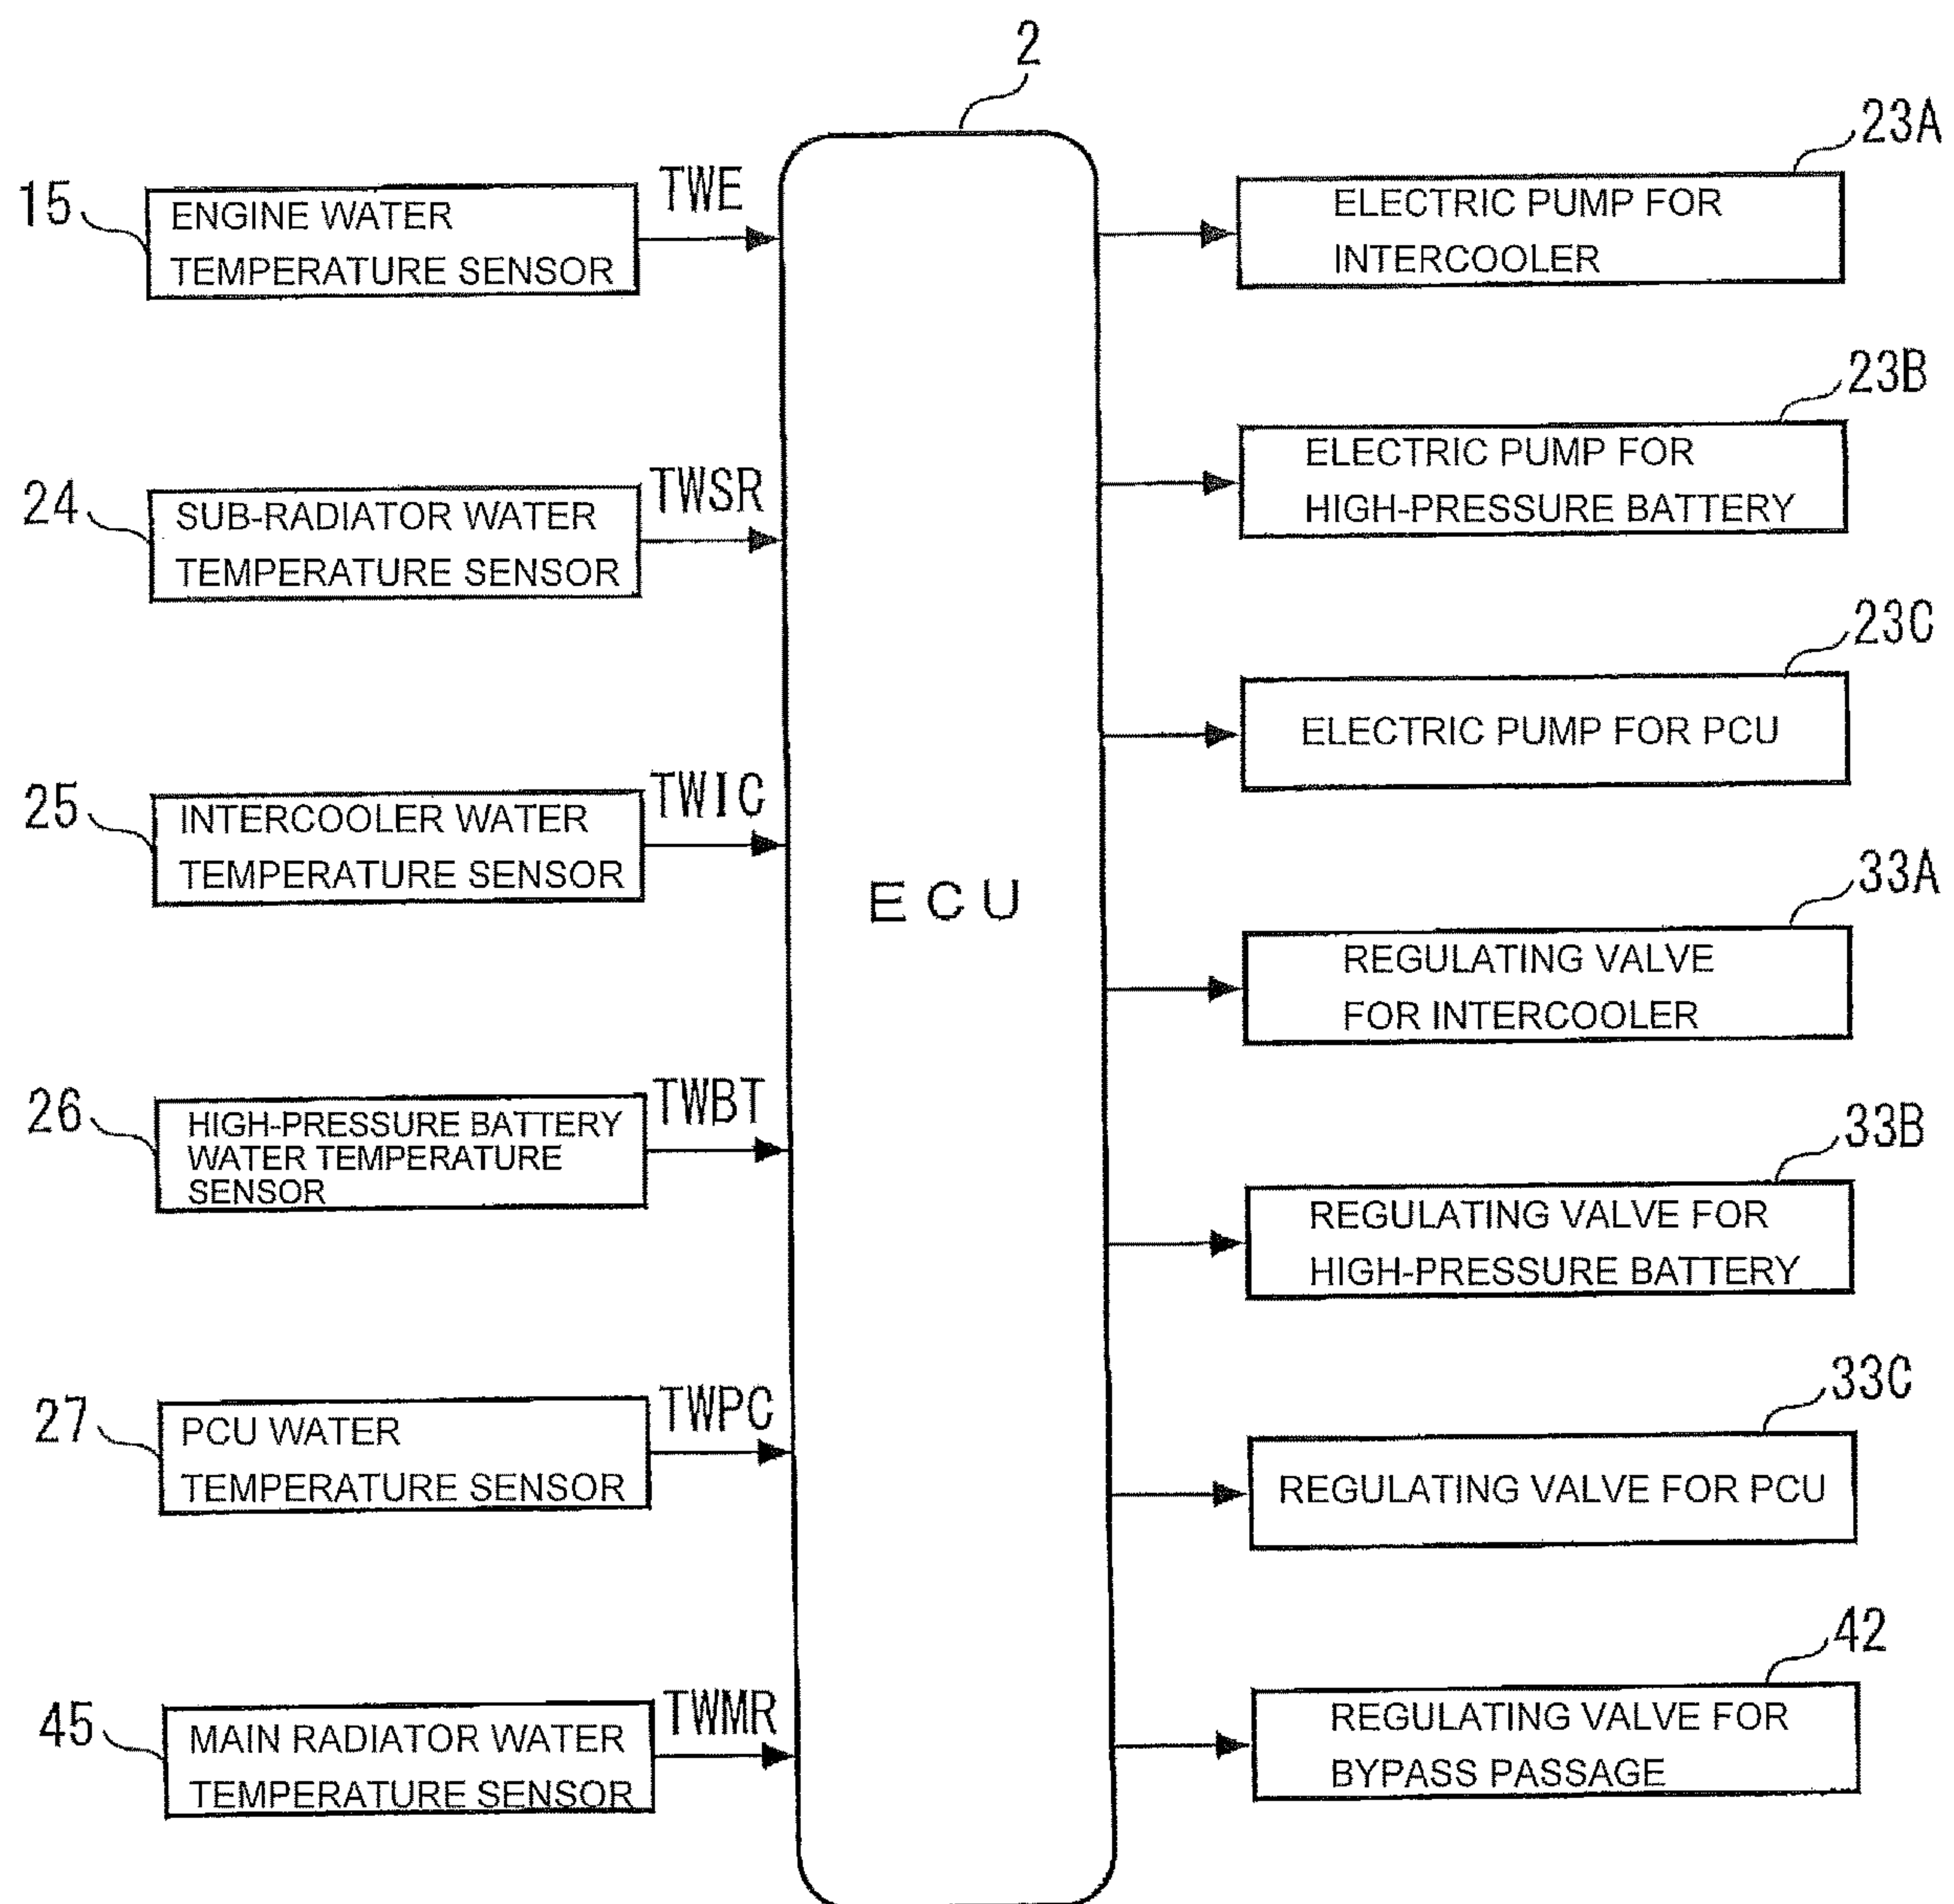 2
15
ENGINE WATER
TEMPERATURE SENSOR
TWE
24
SUB-RADIATOR WATER
TEMPERATURE SENSOR
TWSR
25
INTERCOOLER WATER
TEMPERATURE SENSOR
TWIC
26
HIGH-PRESSURE BATTERY
WATER TEMPERATURE
SENSOR
TWBT
27
PCU WATER
TEMPERATURE SENSOR
TWPC
45
MAIN RADIATOR WATER
TEMPERATURE SENSOR
TWMR
ECU
23A
ELECTRIC PUMP FOR
INTERCOOLER
23B
ELECTRIC PUMP FOR
HIGH-PRESSURE BATTERY
23C
ELECTRIC PUMP FOR PCU
33A
REGULATING VALVE
FOR INTERCOOLER
33B
REGULATING VALVE FOR
HIGH-PRESSURE BATTERY
33C
REGULATING VALVE FOR PCU
42
REGULATING VALVE FOR
BYPASS PASSAGE